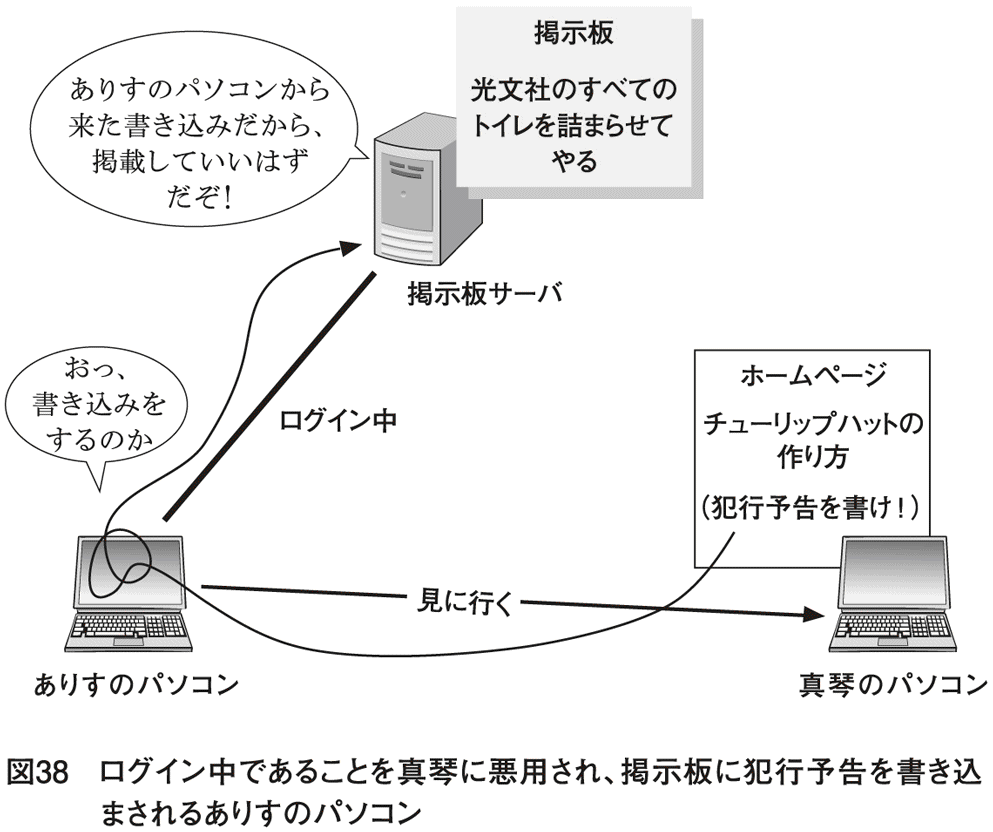 掲示板
光文社のすべての
トイレを詰まらせて
やる
ありすのパソコンから
来た書き込みだから、
掲載していいはず
だぞ！
掲示板サーバ
おっ、
書き込みを
するのか
ログイン中
ホームページ
チューリップハットの
作り方
（犯行予告を書け！）
見に行く
ありすのパソコン
真琴のパソコン
図38　ログイン中であることを真琴に悪用され、掲示板に犯行予告を書き込
まされるありすのパソコン